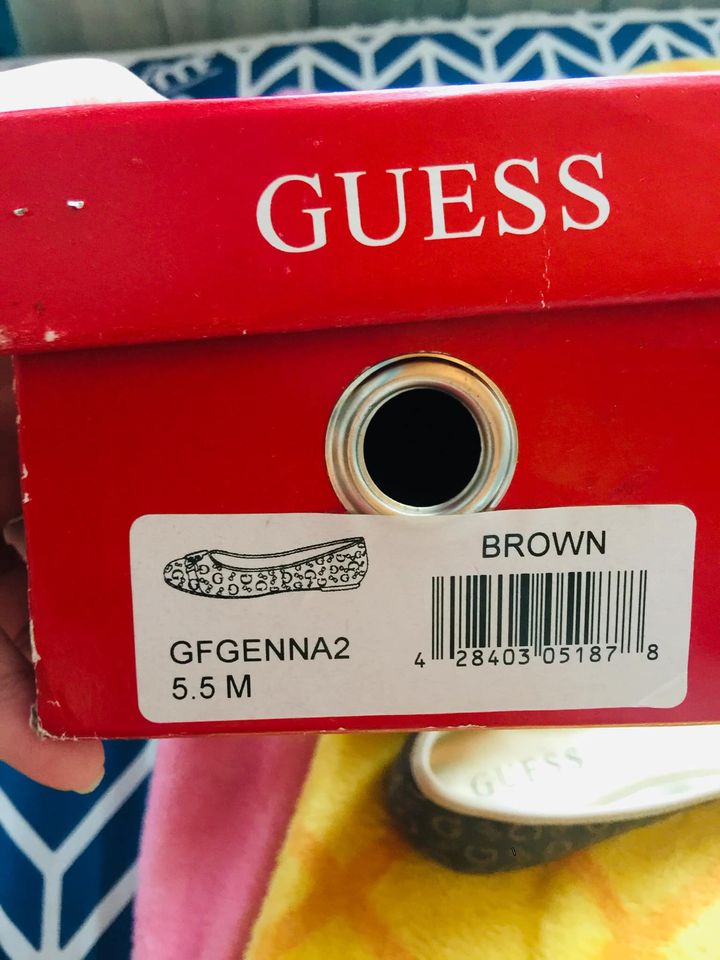 GUESS
BROWN
GFGENNA2
5.5 M
4 28403 05187 8
GUESS